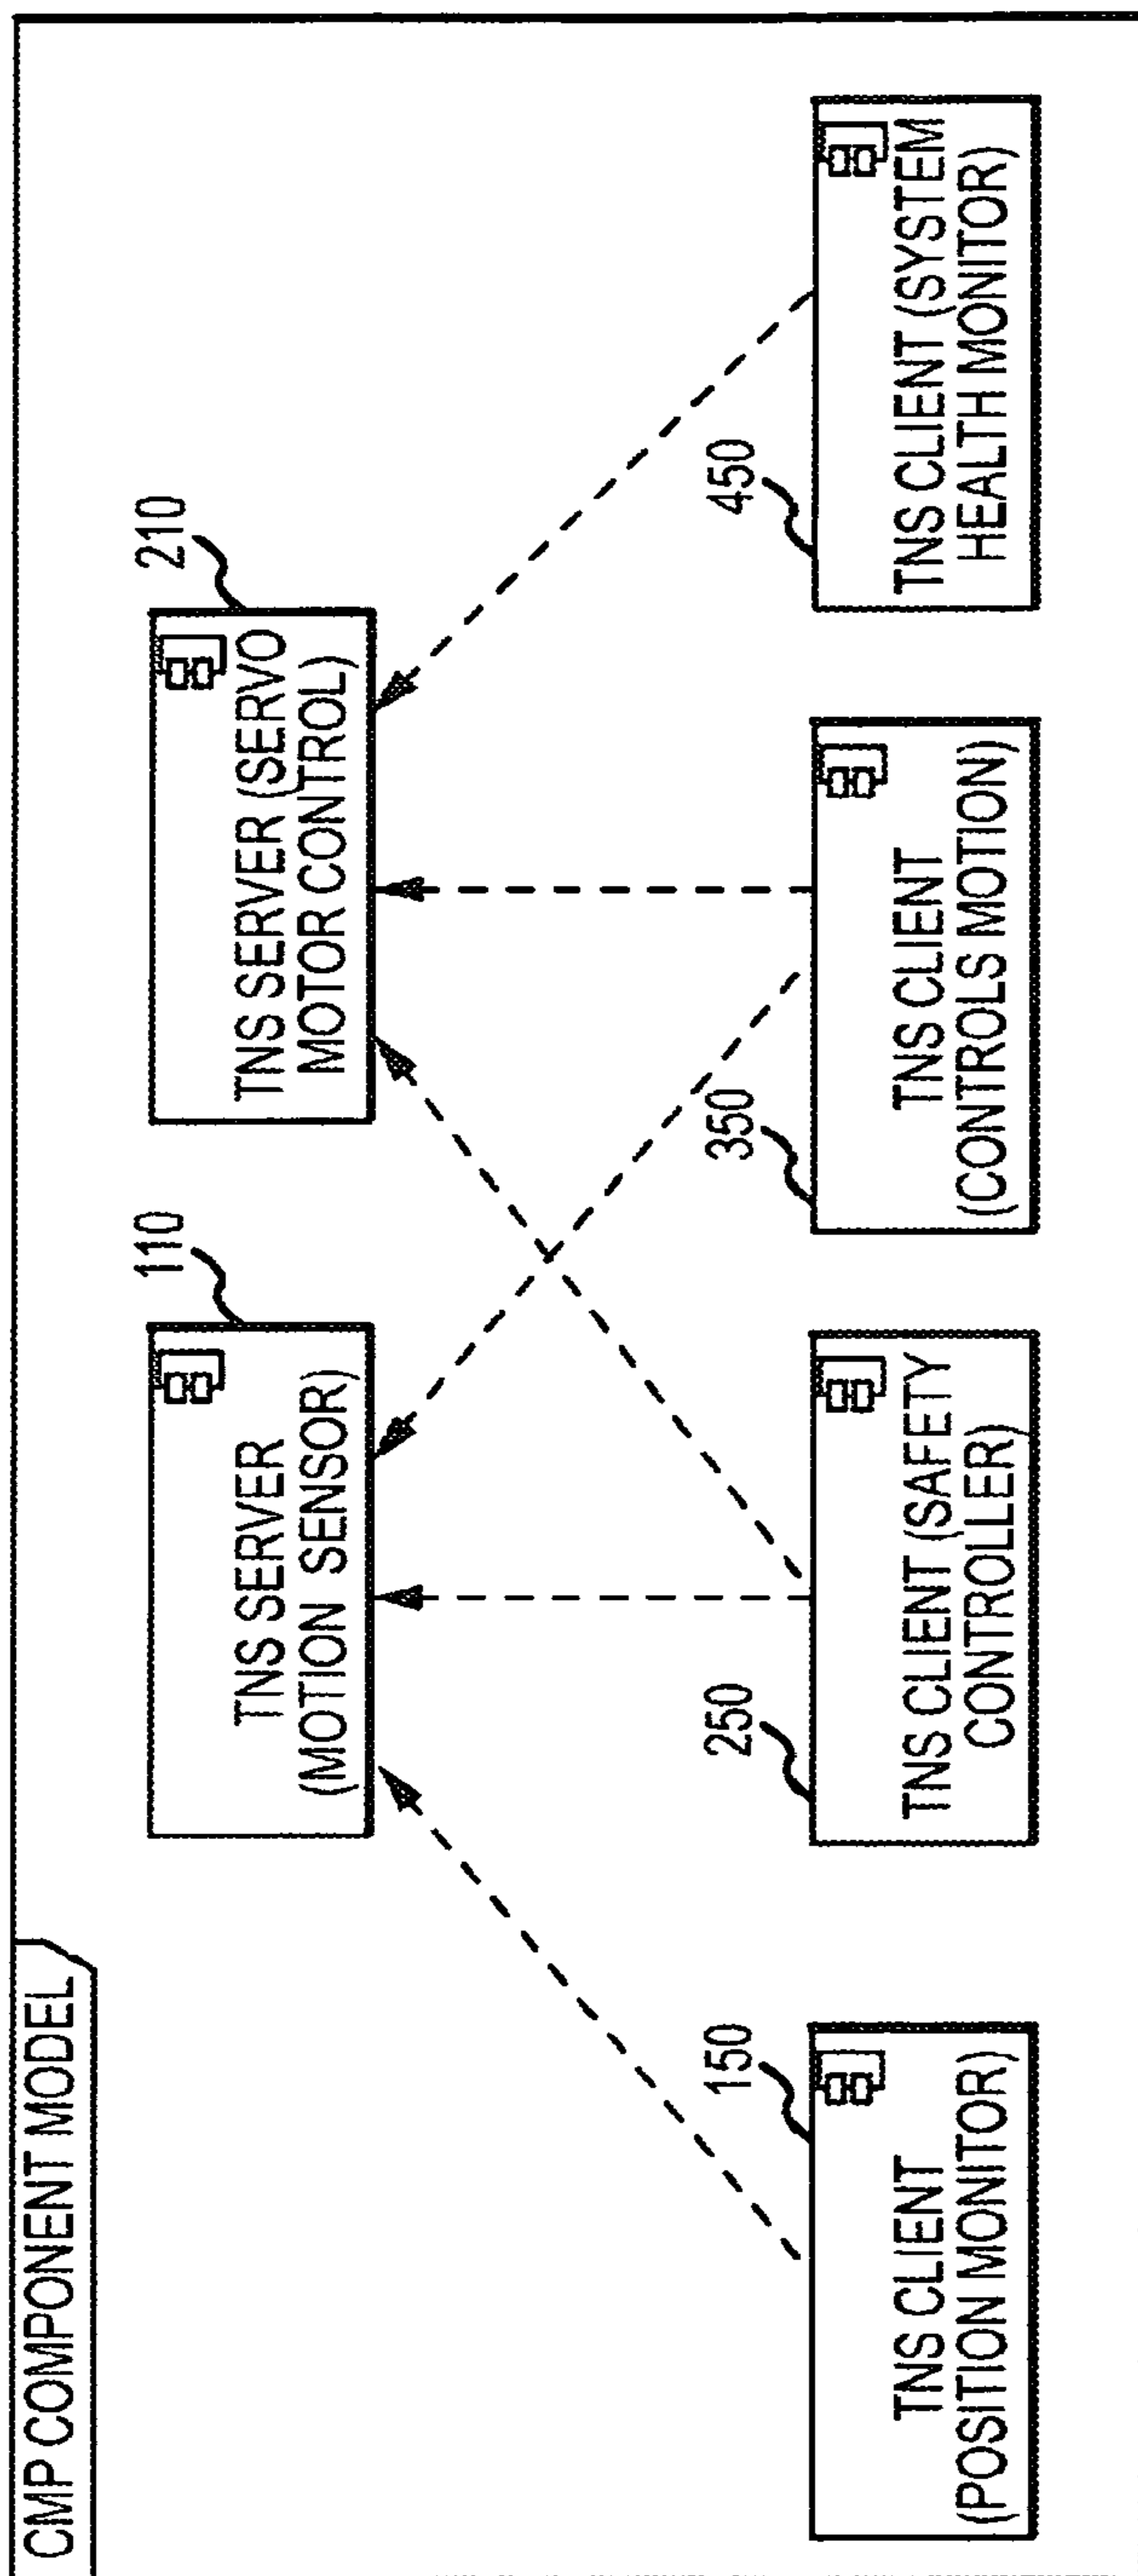 CMP COMPONENT MODEL
110
TNS SERVER
(MOTION SENSOR)
210
TNS SERVER (SERVO
MOTOR CONTROL)
150
TNS CLIENT
(POSITION MONITOR)
250
TNS CLIENT (SAFETY
CONTROLLER)
350
TNS CLIENT
(CONTROLS MOTION)
450
TNS CLIENT (SYSTEM
HEALTH MONITOR)